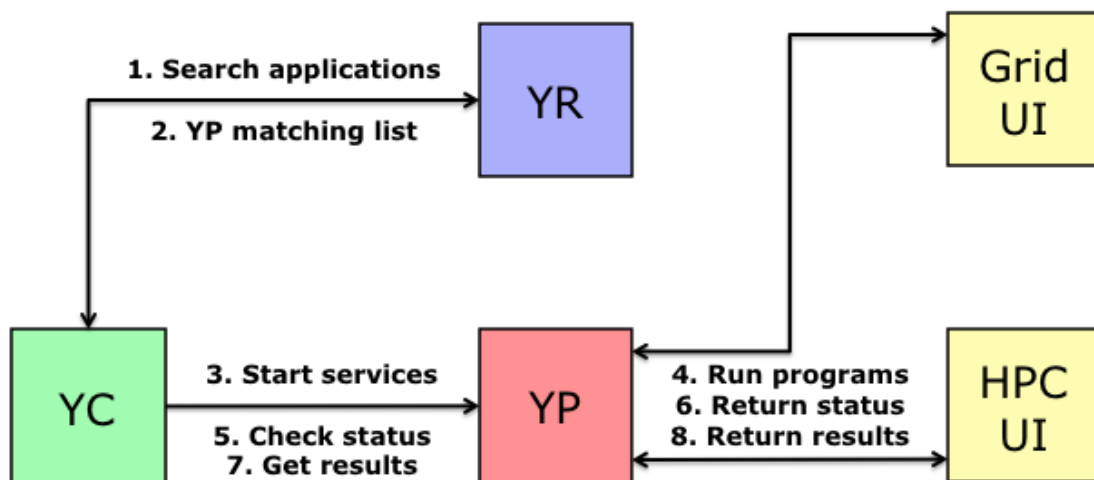 1. Search applications
2. YP matching list
YR
Grid
UI
YC
3. Start services
5. Check status
7. Get results
YP
4. Run programs
6. Return status
8. Return results
HPC
UI